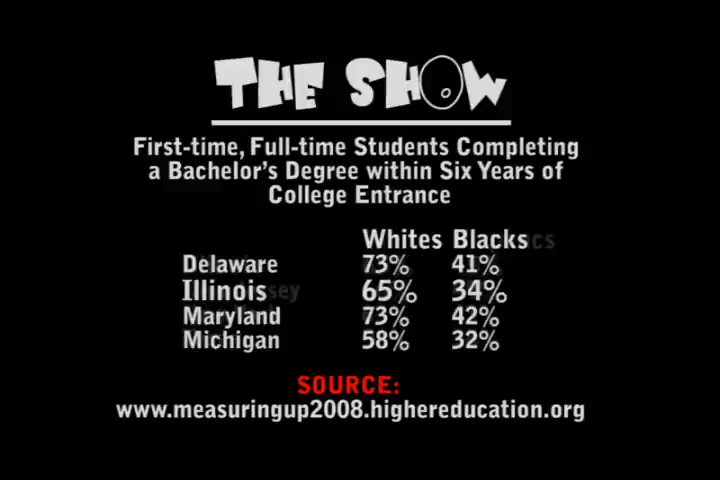 THE SHOW
First-time, Full-time Students Completing
a Bachelor's Degree within Six Years of
College Entrance
Whites Blacks
Delaware 73% 41%
Illinois 65% 34%
Maryland 73% 42%
Michigan 58% 32%
SOURCE:
www.measuringup2008.highereducation.org